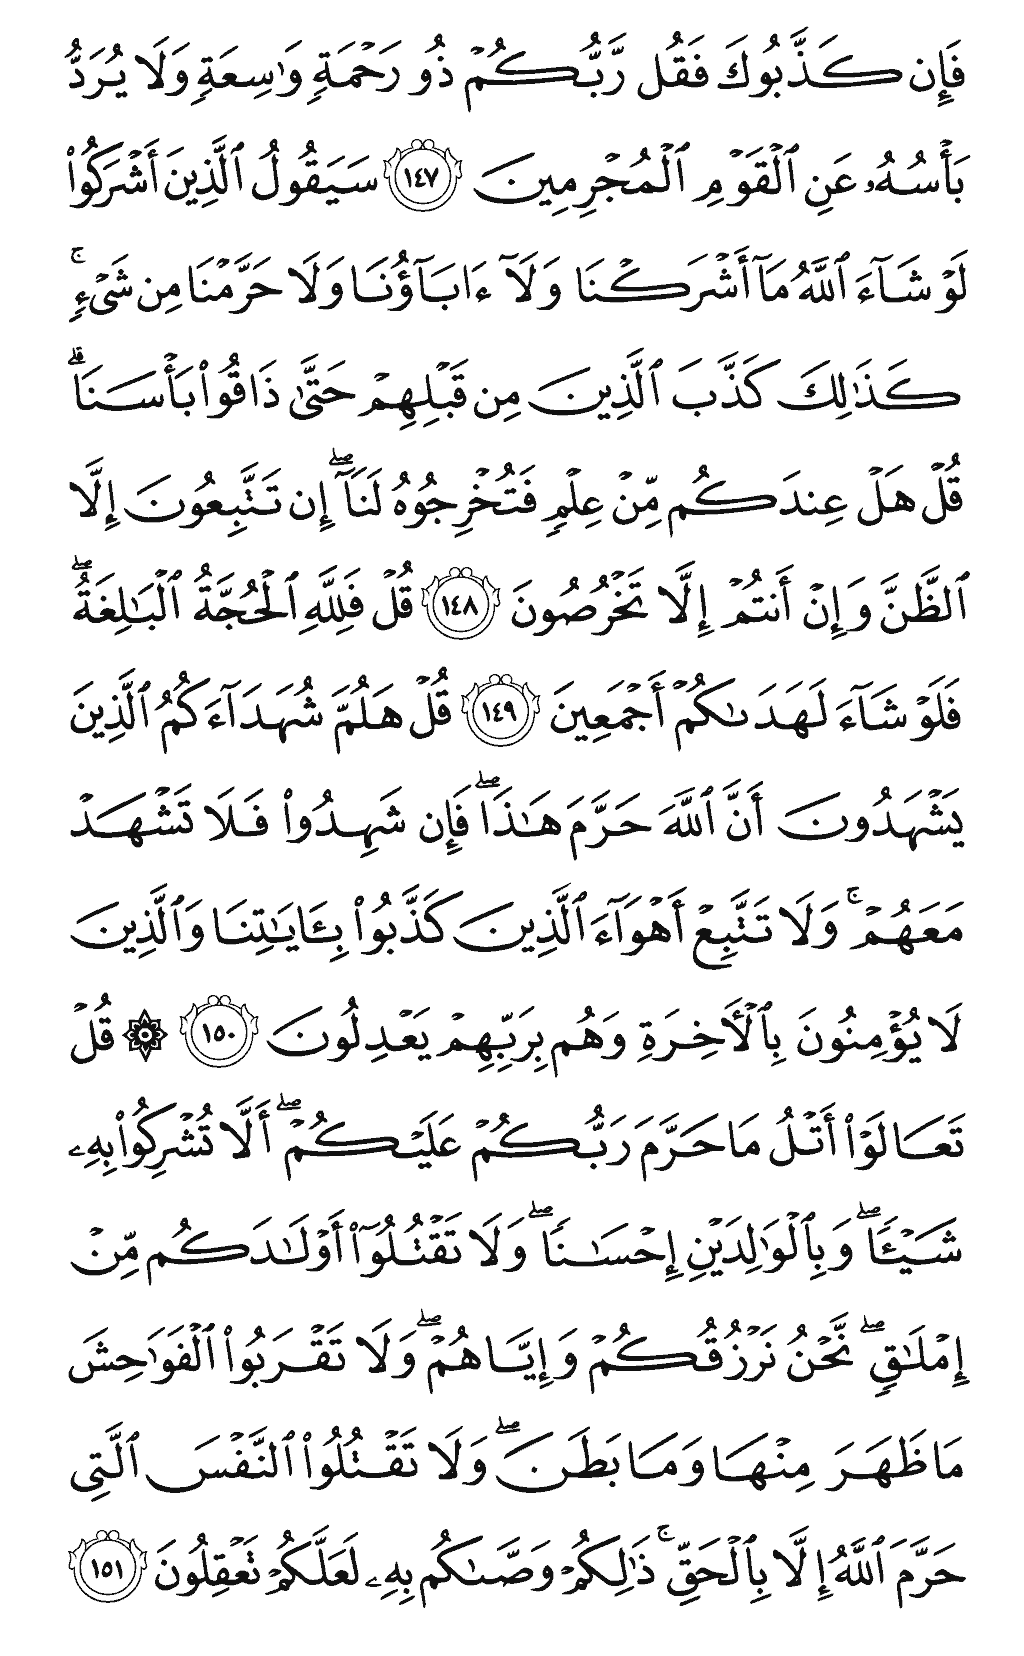 فَإِن كَذَّبُوكَ فَقُل رَّبُّكُمْ ذُو رَحْمَةٍ وَٰسِعَةٍ وَلَا يُرَدُّ
بَأْسُهُۥ عَنِ ٱلْقَوْمِ ٱلْمُجْرِمِينَ ١٤٧ سَيَقُولُ ٱلَّذِينَ أَشْرَكُوا۟
لَوْ شَآءَ ٱللَّهُ مَآ أَشْرَكْنَا وَلَآ ءَابَآؤُنَا وَلَا حَرَّمْنَا مِن شَىْءٍ ۚ
كَذَٰلِكَ كَذَّبَ ٱلَّذِينَ مِن قَبْلِهِمْ حَتَّىٰ ذَاقُوا۟ بَأْسَنَا ۗ
قُلْ هَلْ عِندَكُم مِّنْ عِلْمٍ فَتُخْرِجُوهُ لَنَآ ۖ إِن تَتَّبِعُونَ إِلَّا
ٱلظَّنَّ وَإِنْ أَنتُمْ إِلَّا تَخْرُصُونَ ١٤٨ قُلْ فَلِلَّهِ ٱلْحُجَّةُ ٱلْبَٰلِغَةُ ۖ
فَلَوْ شَآءَ لَهَدَىٰكُمْ أَجْمَعِينَ ١٤٩ قُلْ هَلُمَّ شُهَدَآءَكُمُ ٱلَّذِينَ
يَشْهَدُونَ أَنَّ ٱللَّهَ حَرَّمَ هَٰذَا ۖ فَإِن شَهِدُوا۟ فَلَا تَشْهَدْ
مَعَهُمْ ۚ وَلَا تَتَّبِعْ أَهْوَآءَ ٱلَّذِينَ كَذَّبُوا۟ بِـَٔايَٰتِنَا وَٱلَّذِينَ
لَا يُؤْمِنُونَ بِٱلْـَٔاخِرَةِ وَهُم بِرَبِّهِمْ يَعْدِلُونَ ١٥٠ ۞ قُلْ
تَعَالَوْا۟ أَتْلُ مَا حَرَّمَ رَبُّكُمْ عَلَيْكُمْ ۖ أَلَّا تُشْرِكُوا۟ بِهِۦ
شَيْـًٔا ۖ وَبِٱلْوَٰلِدَيْنِ إِحْسَٰنًا ۖ وَلَا تَقْتُلُوٓا۟ أَوْلَٰدَكُم مِّنْ
إِمْلَٰقٍ ۖ نَّحْنُ نَرْزُقُكُمْ وَإِيَّاهُمْ ۖ وَلَا تَقْرَبُوا۟ ٱلْفَوَٰحِشَ
مَا ظَهَرَ مِنْهَا وَمَا بَطَنَ ۖ وَلَا تَقْتُلُوا۟ ٱلنَّفْسَ ٱلَّتِى
حَرَّمَ ٱللَّهُ إِلَّا بِٱلْحَقِّ ۚ ذَٰلِكُمْ وَصَّىٰكُم بِهِۦ لَعَلَّكُمْ تَعْقِلُونَ ١٥١